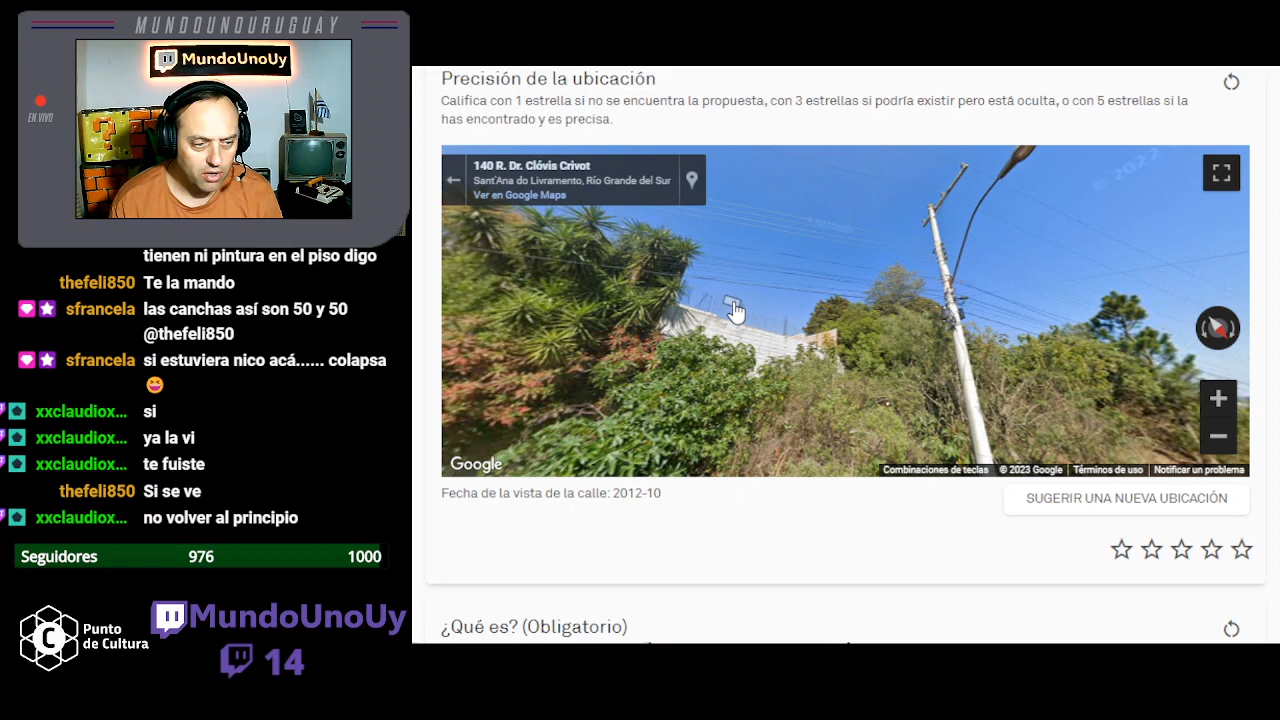 MUNDOUNOURUGUAY
MundoUnoUy
EN VIVO
tienen ni pintura en el piso digo
thefeli850 Te la mando
sfrancela las canchas así son 50 y 50
@thefeli850
sfrancela si estuviera nico acá...... colapsa
xxclaudiox... si
xxclaudiox... ya la vi
xxclaudiox... te fuiste
thefeli850 Si se ve
xxclaudiox... no volver al principio
Seguidores 976 1000
C Punto
de Cultura
MundoUnoUy
14
Precisión de la ubicación
Califica con 1 estrella si no se encuentra la propuesta, con 3 estrellas si podría existir pero está oculta, o con 5 estrellas si la
has encontrado y es precisa.
140 R. Dr. Clóvis Crivot
Sant'Ana do Livramento, Río Grande del Sur
Ver en Google Maps
© 2022
Google
Combinaciones de teclas © 2023 Google Términos de uso Notificar un problema
Fecha de la vista de la calle: 2012-10
SUGERIR UNA NUEVA UBICACIÓN
¿Qué es? (Obligatorio)